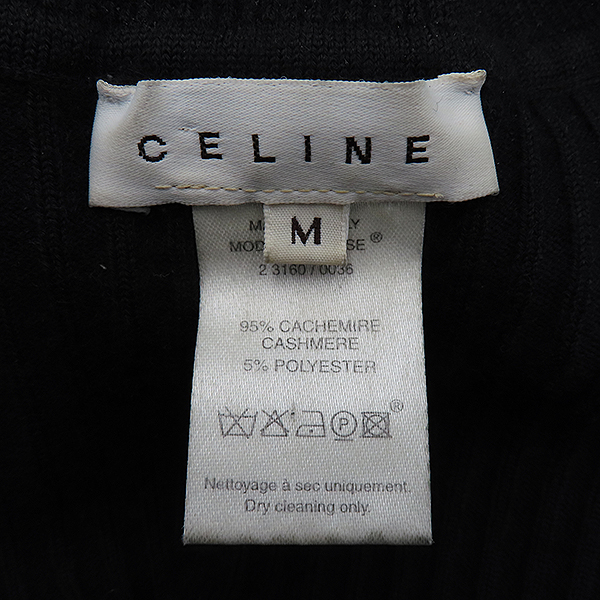 CELINE
M
2 3160 / 0036
95% CACHEMIRE
CASHMERE
5% POLYESTER
P
®
Nettoyage à sec uniquement.
Dry cleaning only.